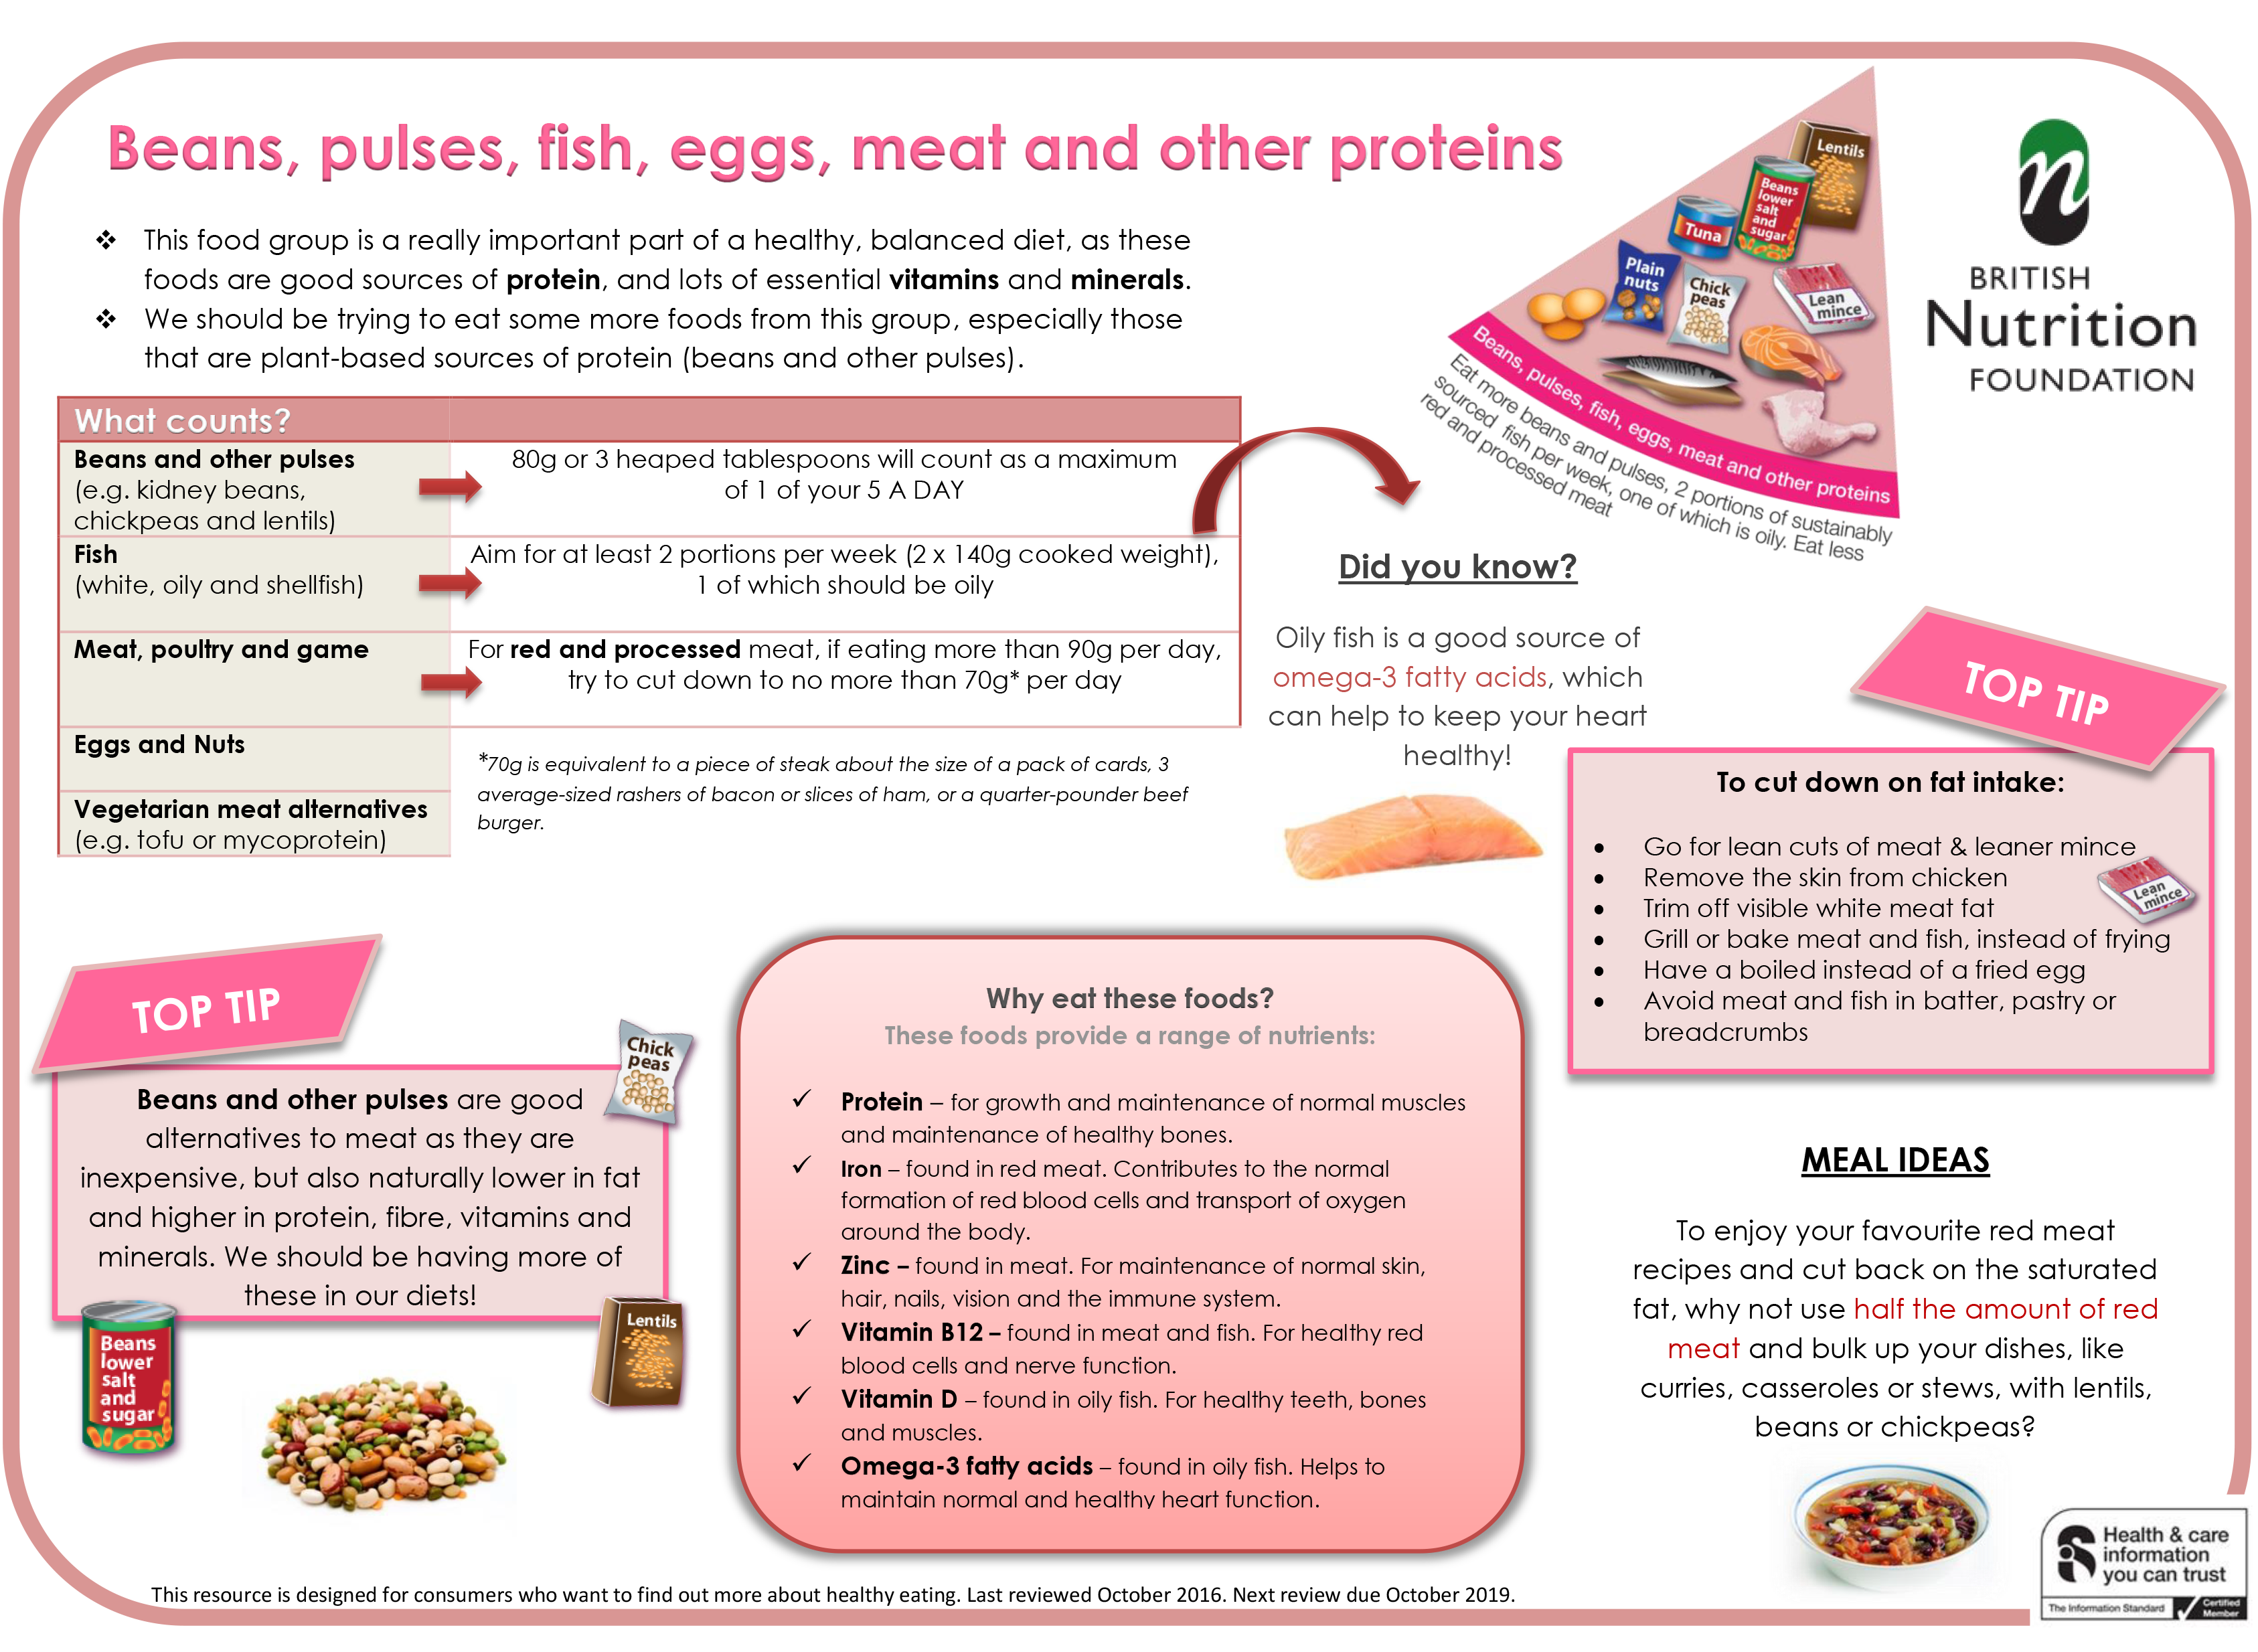 Beans, pulses, fish, eggs, meat and other proteins
❖ This food group is a really important part of a healthy, balanced diet, as these
foods are good sources of protein, and lots of essential vitamins and minerals.
❖ We should be trying to eat some more foods from this group, especially those
that are plant-based sources of protein (beans and other pulses).
Lentils
Beans
lower
salt
and
sugar
Tuna
Plain
nuts
Chick
peas
Lean
mince
Beans, pulses, fish, eggs, meat and other proteins
Eat more beans and pulses, 2 portions of sustainably
sourced fish per week, one of which is oily. Eat less
red and processed meat
BRITISH
Nutrition
FOUNDATION
What counts?
Beans and other pulses
(e.g. kidney beans,
chickpeas and lentils)
80g or 3 heaped tablespoons will count as a maximum
of 1 of your 5 A DAY
Fish
(white, oily and shellfish)
Aim for at least 2 portions per week (2 x 140g cooked weight),
1 of which should be oily
Meat, poultry and game
For red and processed meat, if eating more than 90g per day,
try to cut down to no more than 70g* per day
Eggs and Nuts
Vegetarian meat alternatives
(e.g. tofu or mycoprotein)
*70g is equivalent to a piece of steak about the size of a pack of cards, 3
average-sized rashers of bacon or slices of ham, or a quarter-pounder beef
burger.
Did you know?
Oily fish is a good source of
omega-3 fatty acids, which
can help to keep your heart
healthy!
TOP TIP
To cut down on fat intake:
• Go for lean cuts of meat & leaner mince
• Remove the skin from chicken
• Trim off visible white meat fat
• Grill or bake meat and fish, instead of frying
• Have a boiled instead of a fried egg
• Avoid meat and fish in batter, pastry or
breadcrumbs
Lean
mince
TOP TIP
Chick
peas
Beans and other pulses are good
alternatives to meat as they are
inexpensive, but also naturally lower in fat
and higher in protein, fibre, vitamins and
minerals. We should be having more of
these in our diets!
Beans
lower
salt
and
sugar
Lentils
Why eat these foods?
These foods provide a range of nutrients:
✓ Protein – for growth and maintenance of normal muscles
and maintenance of healthy bones.
✓ Iron – found in red meat. Contributes to the normal
formation of red blood cells and transport of oxygen
around the body.
✓ Zinc – found in meat. For maintenance of normal skin,
hair, nails, vision and the immune system.
✓ Vitamin B12 – found in meat and fish. For healthy red
blood cells and nerve function.
✓ Vitamin D – found in oily fish. For healthy teeth, bones
and muscles.
✓ Omega-3 fatty acids – found in oily fish. Helps to
maintain normal and healthy heart function.
MEAL IDEAS
To enjoy your favourite red meat
recipes and cut back on the saturated
fat, why not use half the amount of red
meat and bulk up your dishes, like
curries, casseroles or stews, with lentils,
beans or chickpeas?
This resource is designed for consumers who want to find out more about healthy eating. Last reviewed October 2016. Next review due October 2019.
Health & care
information
you can trust
The Information Standard
Certified
Member